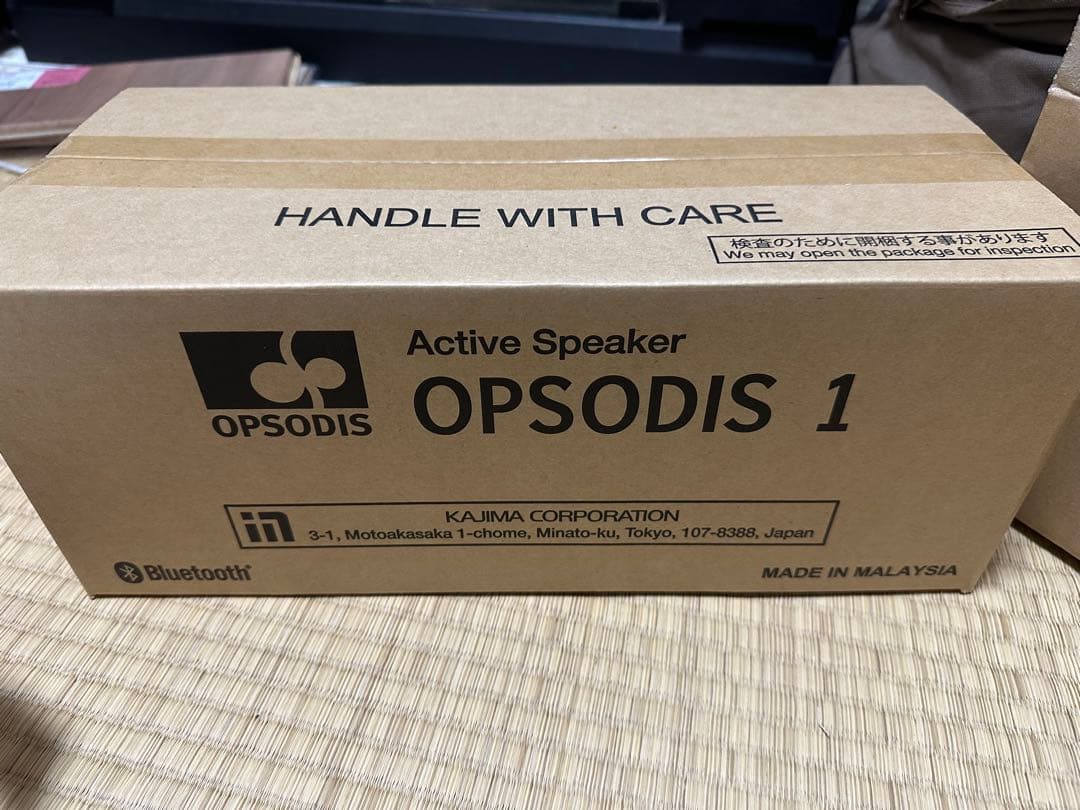 HANDLE WITH CARE
検査のために開梱する事があります
We may open the package for inspection
Active Speaker
OPSODIS 1
OPSODIS
KAJIMA CORPORATION
3-1, Motoakasaka 1-chome, Minato-ku, Tokyo, 107-8388, Japan
Bluetooth®
MADE IN MALAYSIA